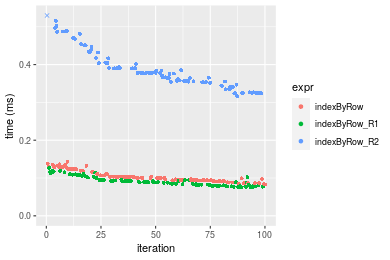 0.4
0.2
0.0
time (ms)
0
25
50
75
100
iteration
expr
indexByRow
indexByRow_R1
indexByRow_R2